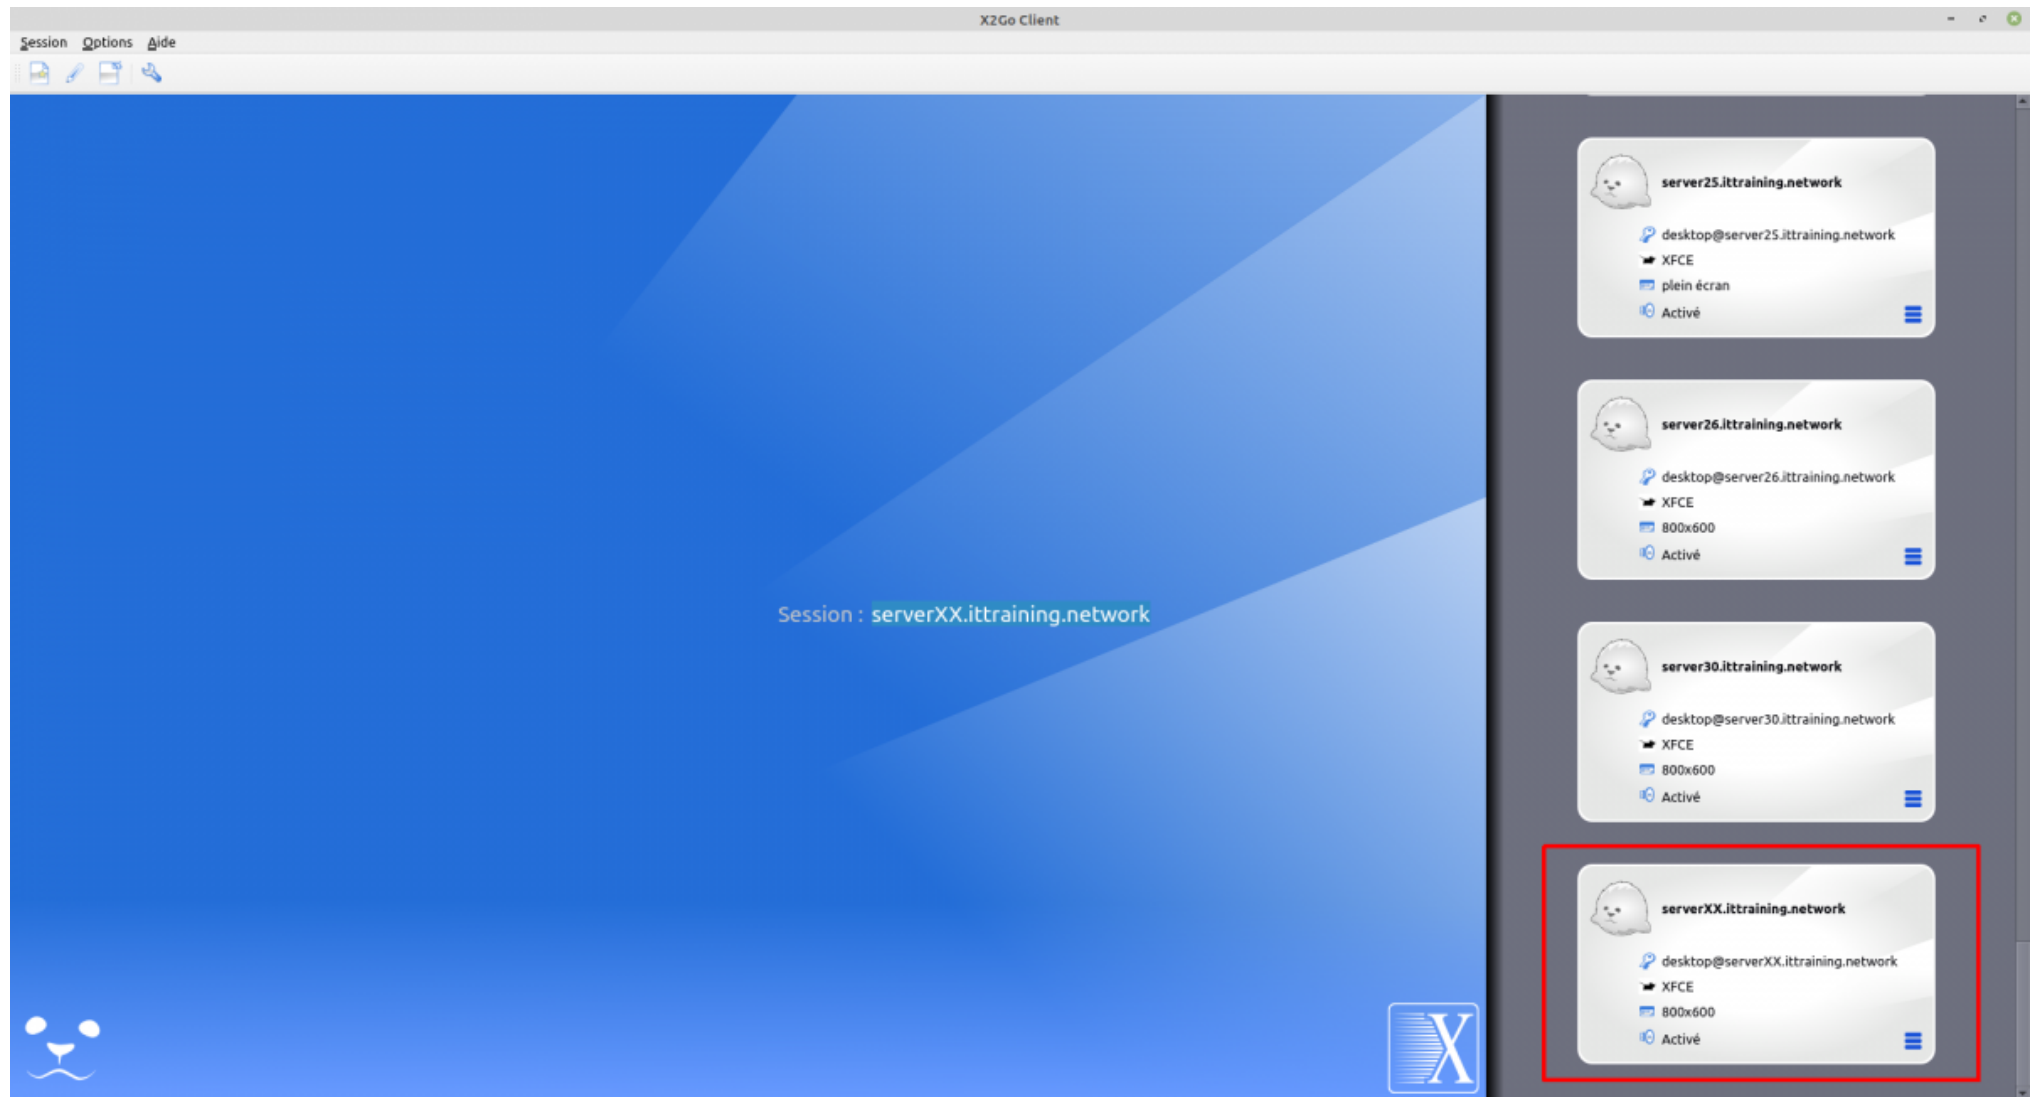 X2Go Client
Session Options Aide
Session : serverXX.ittraining.network
server25.ittraining.network
desktop@server25.ittraining.network
XFCE
plein écran
Activé
server26.ittraining.network
desktop@server26.ittraining.network
XFCE
800x600
Activé
server30.ittraining.network
desktop@server30.ittraining.network
XFCE
800x600
Activé
serverXX.ittraining.network
desktop@serverXX.ittraining.network
XFCE
800x600
Activé
X